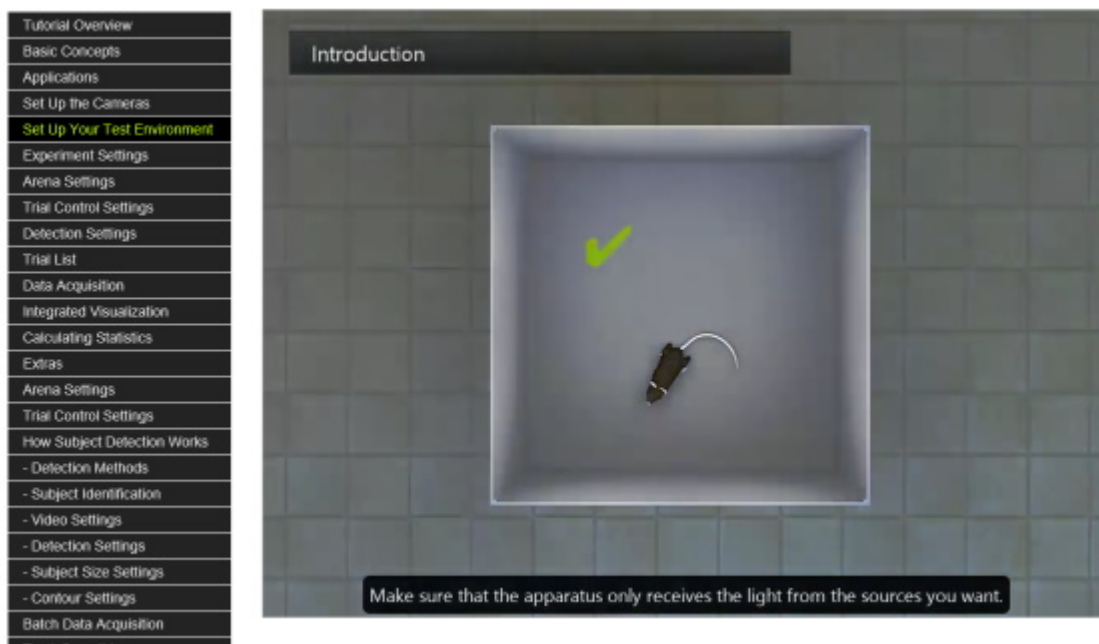 Tutorial Overview
Basic Concepts
Applications
Set Up the Cameras
Set Up Your Test Environment
Experiment Settings
Arena Settings
Trial Control Settings
Detection Settings
Trial List
Data Acquisition
Integrated Visualization
Calculating Statistics
Extras
Arena Settings
Trial Control Settings
How Subject Detection Works
- Detection Methods
- Subject Identification
- Video Settings
- Detection Settings
- Subject Size Settings
- Contour Settings
Batch Data Acquisition
Introduction
Make sure that the apparatus only receives the light from the sources you want.